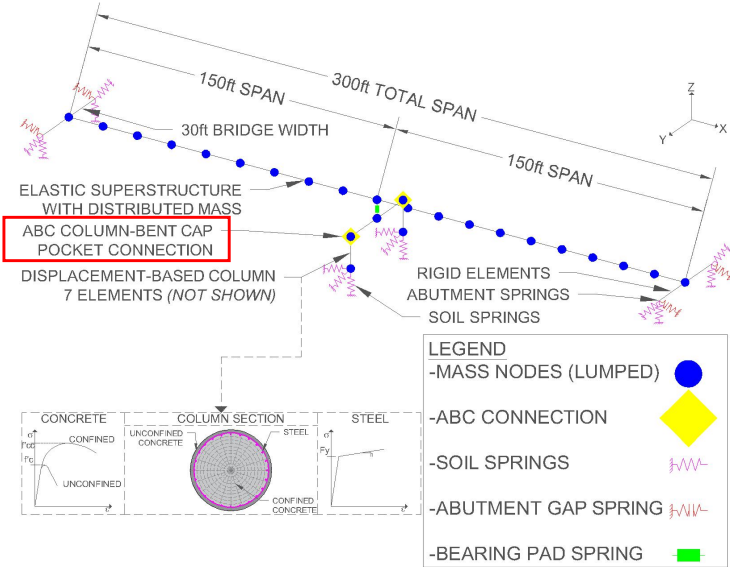 300ft TOTAL SPAN
150ft SPAN
150ft SPAN
Z
X
Y
30ft BRIDGE WIDTH
ELASTIC SUPERSTRUCTURE
WITH DISTRIBUTED MASS
ABC COLUMN-BENT CAP
POCKET CONNECTION
DISPLACEMENT-BASED COLUMN
7 ELEMENTS (NOT SHOWN)
RIGID ELEMENTS
ABUTMENT SPRINGS
SOIL SPRINGS
LEGEND
-MASS NODES (LUMPED)
-ABC CONNECTION
-SOIL SPRINGS
-ABUTMENT GAP SPRING
-BEARING PAD SPRING
CONCRETE
σ
f'cc
f'c
CONFINED
UNCONFINED
COLUMN SECTION
UNCONFINED
CONCRETE
STEEL
CONFINED
CONCRETE
STEEL
σ
Fy